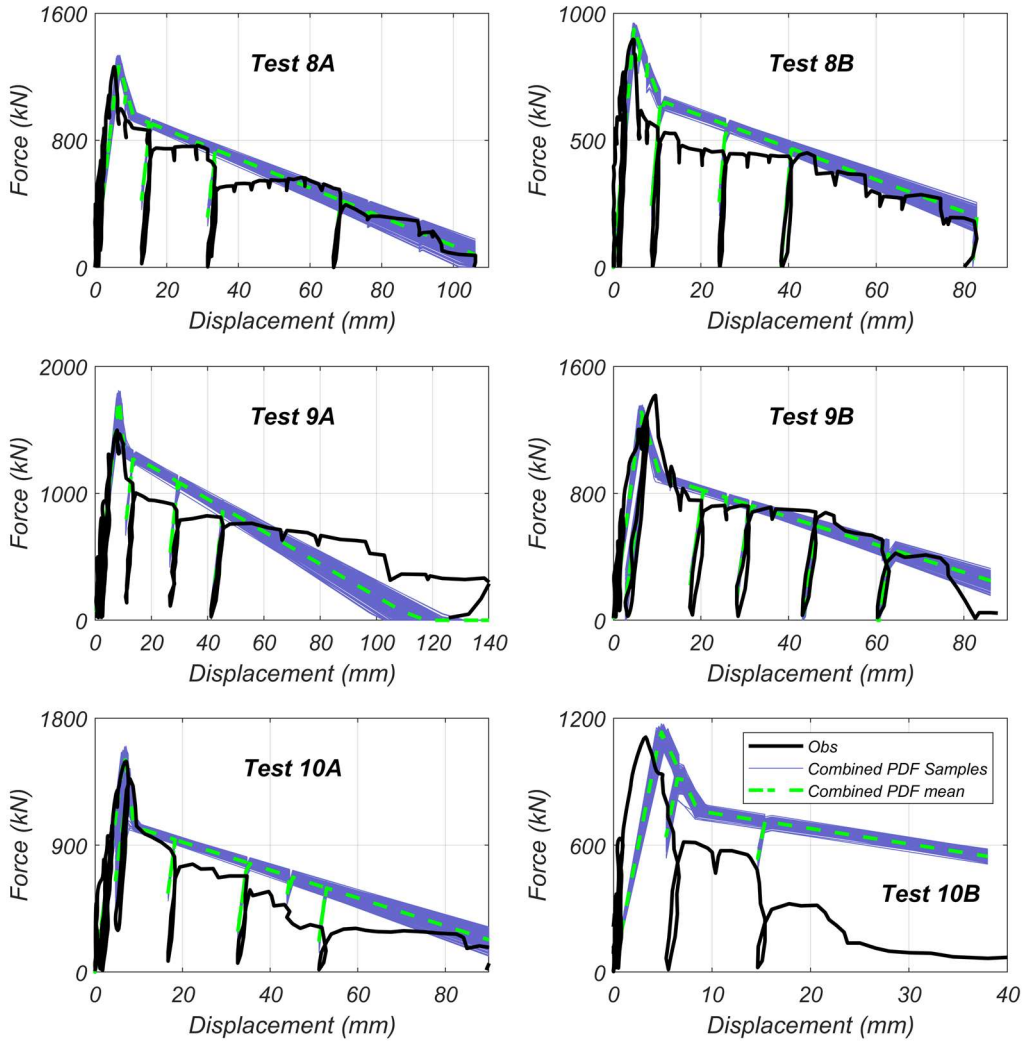 1600
800
0
Force (kN)
Test 8A
0 20 40 60 80 100
Displacement (mm)
1000
500
0
Force (kN)
Test 8B
0 20 40 60 80
Displacement (mm)
2000
1000
0
Force (kN)
Test 9A
0 20 40 60 80 100 120 140
Displacement (mm)
1600
800
0
Force (kN)
Test 9B
0 20 40 60 80
Displacement (mm)
1800
900
0
Force (kN)
Test 10A
0 20 40 60 80
Displacement (mm)
1200
600
0
Force (kN)
Obs
Combined PDF Samples
Combined PDF mean
Test 10B
0 10 20 30 40
Displacement (mm)